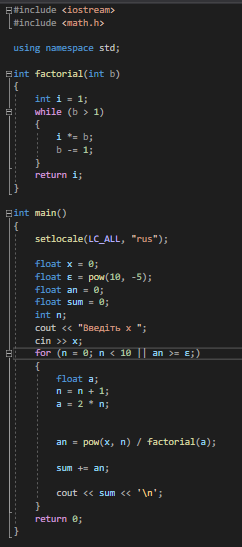 #include <iostream>
#include <math.h>
using namespace std;
int factorial(int b)
{
int i = 1;
while (b > 1)
{
i *= b;
b -= 1;
}
return i;
}
int main()
{
setlocale(LC_ALL, "rus");
float x = 0;
float ε = pow(10, -5);
float an = 0;
float sum = 0;
int n;
cout << "Введіть x ";
cin >> x;
for (n = 0; n < 10 || an >= ε;)
{
float a;
n = n + 1;
a = 2 * n;
an = pow(x, n) / factorial(a);
sum += an;
cout << sum << '\n';
}
return 0;
}